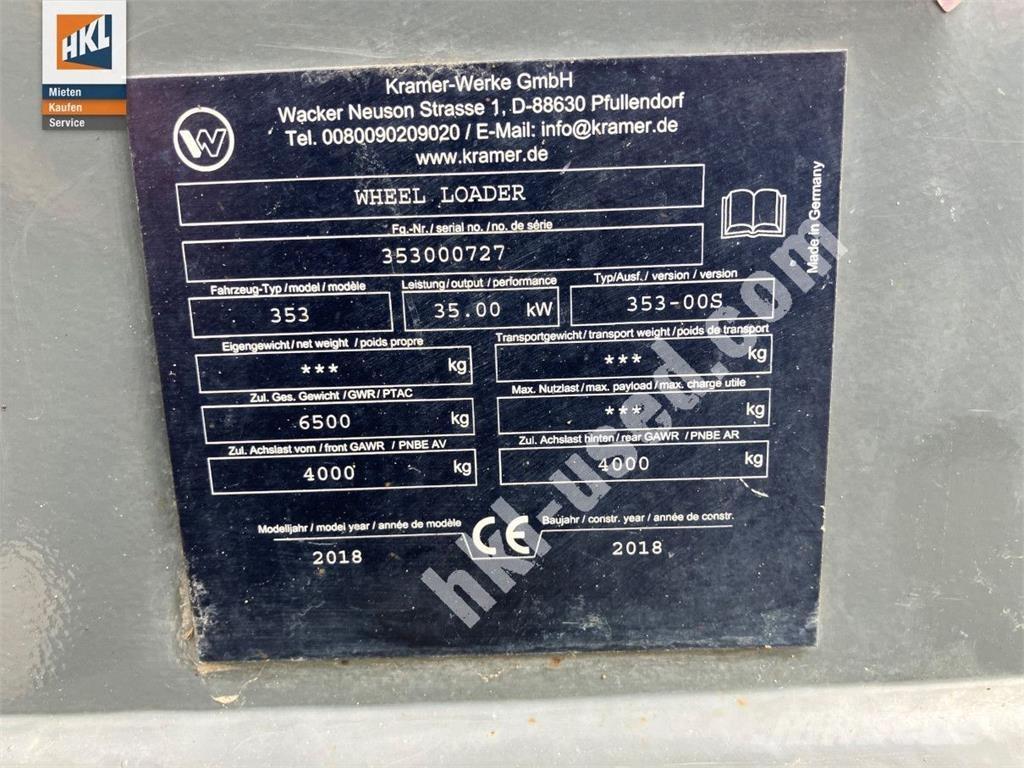 HKL
Mieten
Kaufen
Service
Kramer-Werke GmbH
Wacker Neuson Strasse 1, D-88630 Pfullendorf
Tel. 0080090209020 / E-Mail: info@kramer.de
www.kramer.de
W
WHEEL LOADER
Made in Germany
Fg.-Nr. / serial no. / no. de série
353000727
Fahrzeug-Typ / model / modèle
Leistung / output / performance
Typ/Ausf. / version / version
353
35.00 kW
353-00S
Eigengewicht / net weight / poids propre
Transportgewicht / transport weight / poids de transport
*** kg
*** kg
Zul. Ges. Gewicht / GWR / PTAC
Max. Nutzlast / max. payload / max. charge utile
6500 kg
*** kg
Zul. Achslast vorn / front GAWR / PNBE AV
Zul. Achslast hinten / rear GAWR / PNBE AR
4000 kg
4000 kg
Modelljahr / model year / année de modèle
CE
Baujahr / constr. year / année de constr.
2018
2018
hkl-used.com